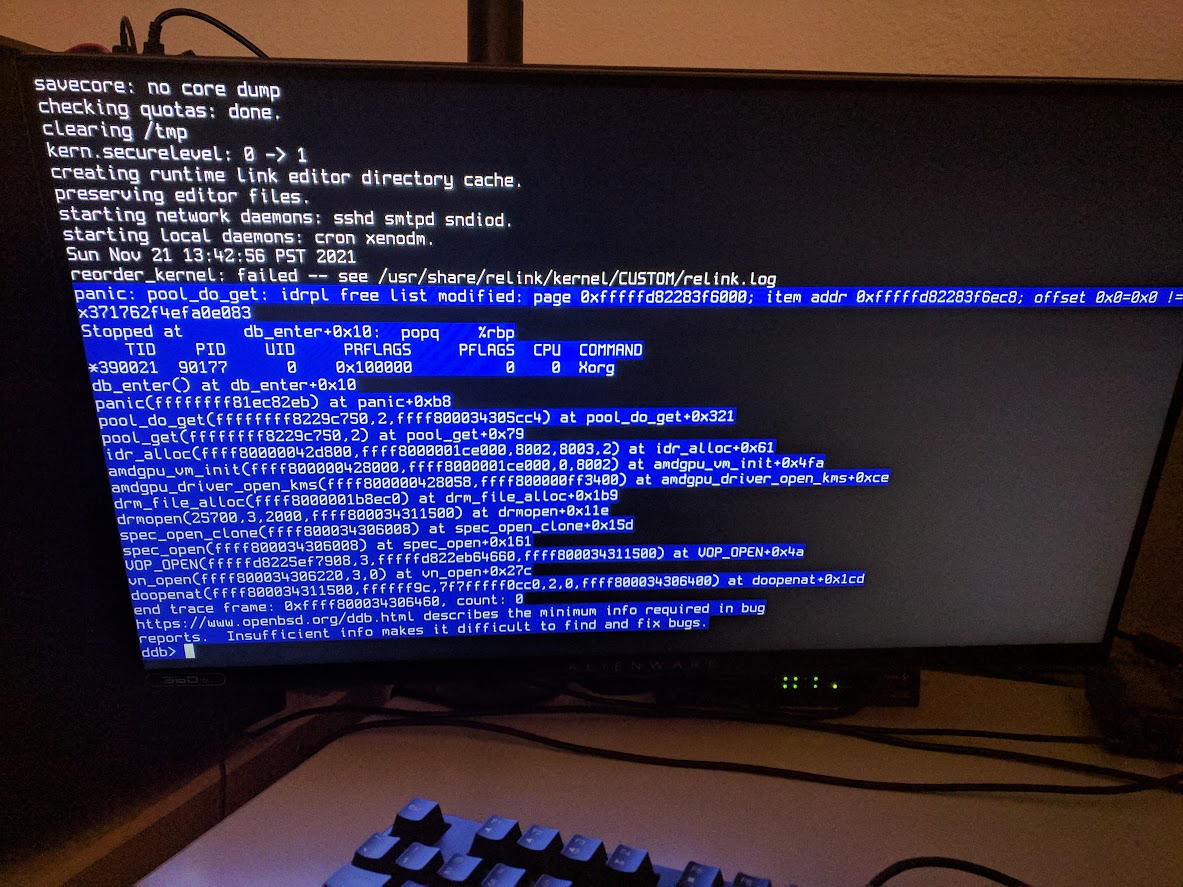 savecore: no core dump
checking quotas: done.
clearing /tmp
kern.securelevel: 0 -> 1
creating runtime link editor directory cache.
preserving editor files.
starting network daemons: sshd smtpd sndiod.
starting local daemons: cron xenodm.
Sun Nov 21 13:42:56 PST 2021
reorder_kernel: failed -- see /usr/share/relink/kernel/CUSTOM/relink.log
panic: pool_do_get: idrpl free list modified: page 0xfffffd82283f6000; item addr 0xfffffd82283f6ec8; offset 0x0=0x0 !=
x371762f4efa0e083
Stopped at db_enter+0x10: popq %rbp
TID PID UID PRFLAGS PFLAGS CPU COMMAND
*390021 90177 0 0x100000 0 0 Xorg
db_enter() at db_enter+0x10
panic(ffffffff81ec82eb) at panic+0xb8
pool_do_get(ffffffff8229c750,2,ffff800034305cc4) at pool_do_get+0x321
pool_get(ffffffff8229c750,2) at pool_get+0x79
idr_alloc(ffff80000042d800,ffff8000001ce000,8002,8003,2) at idr_alloc+0x61
amdgpu_vm_init(ffff800000428000,ffff8000001ce000,0,8002) at amdgpu_vm_init+0x4fa
amdgpu_driver_open_kms(ffff800000428058,ffff800000ff3400) at amdgpu_driver_open_kms+0xce
drm_file_alloc(ffff8000001b8ec0) at drm_file_alloc+0x1b9
drmopen(25700,3,2000,ffff800034311500) at drmopen+0x11e
spec_open_clone(ffff800034306008) at spec_open_clone+0x15d
spec_open(ffff800034306008) at spec_open+0x161
VOP_OPEN(fffffd8225ef7908,3,fffffd822eb64660,ffff800034311500) at VOP_OPEN+0x4a
vn_open(ffff800034306220,3,0) at vn_open+0x27c
doopenat(ffff800034311500,ffffff9c,7f7fffff0cc0,2,0,ffff800034306400) at doopenat+0x1cd
end trace frame: 0xffff800034306460, count: 0
https://www.openbsd.org/ddb.html describes the minimum info required in bug
reports. Insufficient info makes it difficult to find and fix bugs.
ddb>
ALIENWARE